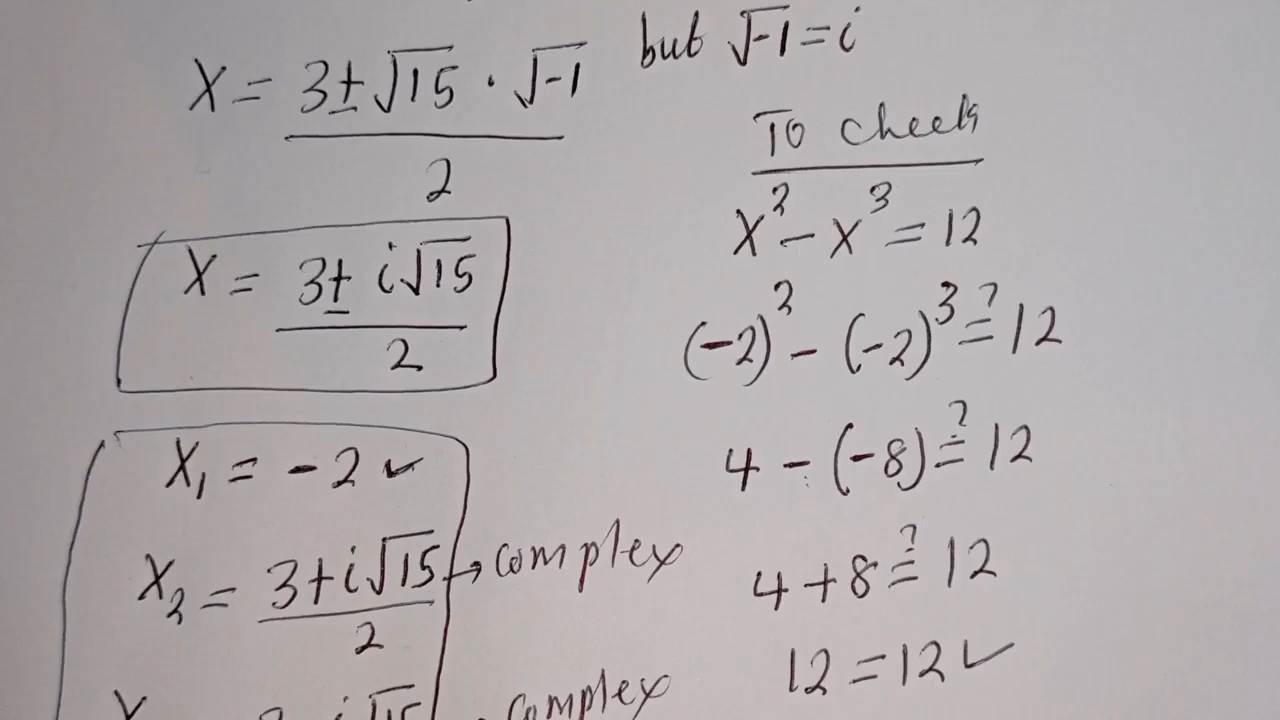 X = (3 ± √15 · √-1) / 2
but √-1 = i
X = (3 ± i√15) / 2
X₁ = -2 ✓
X₂ = (3 + i√15) / 2 → complex
i√15 complex
To check
X² - X³ = 12
(-2)² - (-2)³ ≟ 12
4 - (-8) ≟ 12
4 + 8 ≟ 12
12 = 12 ✓